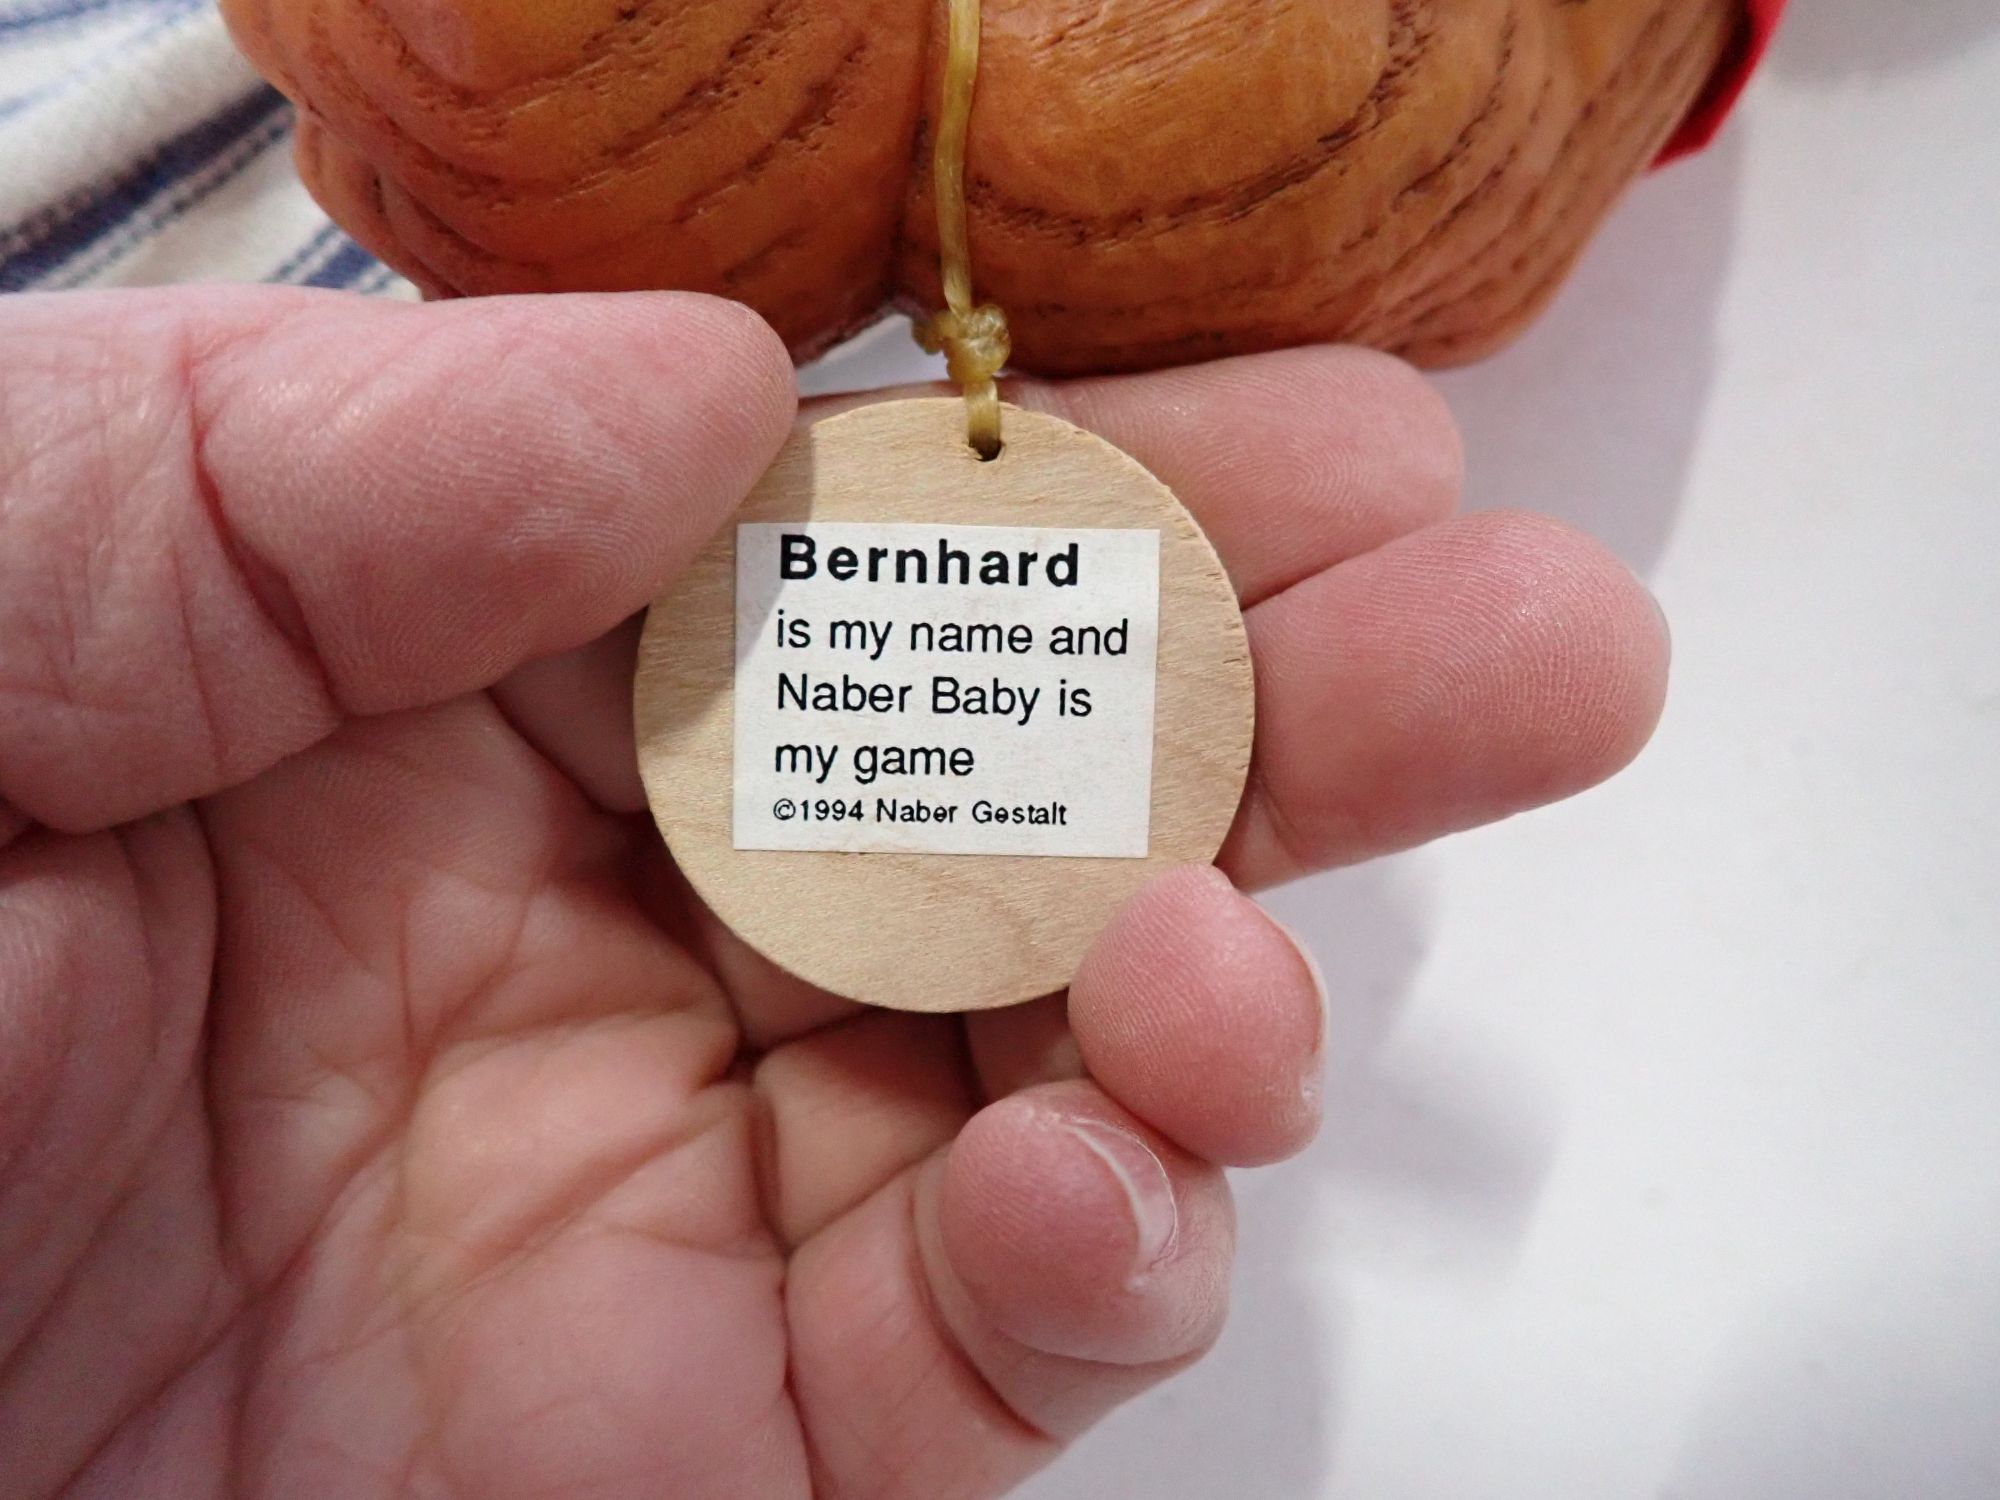 Bernhard
is my name and
Naber Baby is
my game
©1994 Naber Gestalt